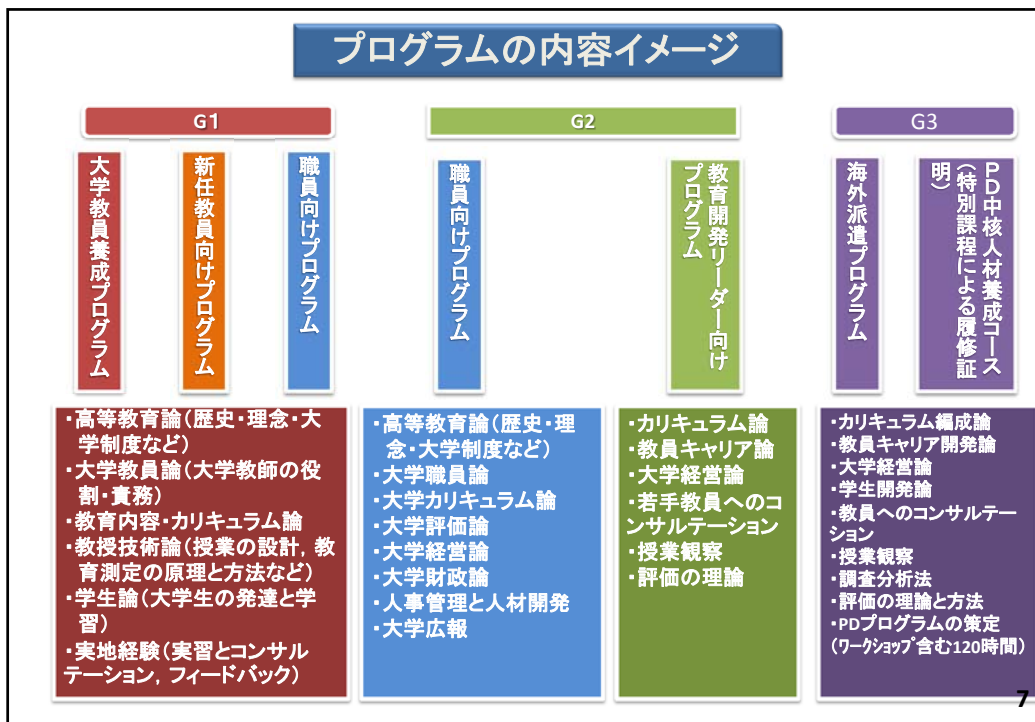 プログラムの内容イメージ
G1
G2
G3
大学教員養成プログラム
新任教員向けプログラム
職員向けプログラム
職員向けプログラム
教育開発リーダー向け
プログラム
海外派遣プログラム
PD中核人材養成コース
(特別課程による履修証
明)
・高等教育論(歴史・理念・大
学制度など)
・大学教員論(大学教師の役
割・責務)
・教育内容・カリキュラム論
・教授技術論(授業の設計, 教
育測定の原理と方法など)
・学生論(大学生の発達と学
習)
・実地経験(実習とコンサル
テーション, フィードバック)
・高等教育論(歴史・理
念・大学制度など)
・大学職員論
・大学カリキュラム論
・大学評価論
・大学経営論
・大学財政論
・人事管理と人材開発
・大学広報
・カリキュラム論
・教員キャリア論
・大学経営論
・若手教員へのコ
ンサルテーション
・授業観察
・評価の理論
・カリキュラム編成論
・教員キャリア開発論
・大学経営論
・学生開発論
・教員へのコンサルテー
ション
・授業観察
・調査分析法
・評価の理論と方法
・PDプログラムの策定
(ワークショップ含む120時間)
7